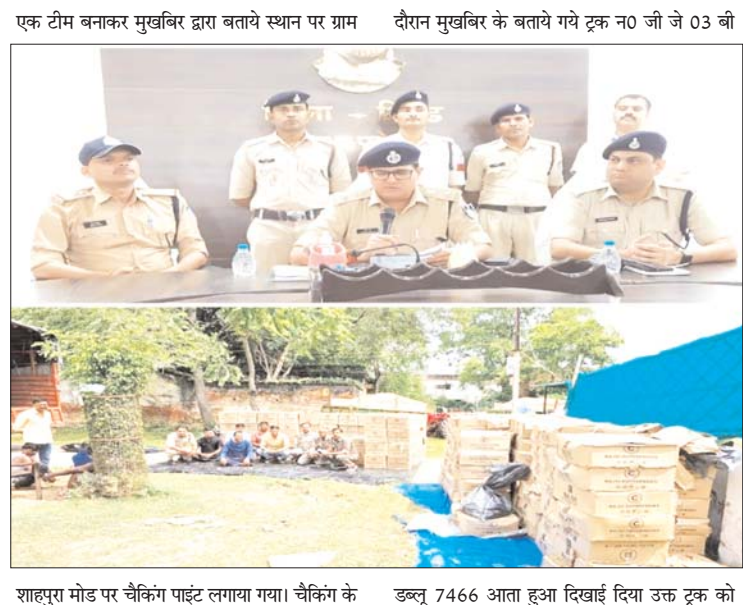 एक टीम बनाकर मुखबिर द्वारा बताये स्थान पर ग्राम
शाहपुरा मोड पर चैकिंग पाइंट लगाया गया। चैकिंग के
दौरान मुखबिर के बताये गये ट्रक न0 जी जे 03 बी
डब्लू 7466 आता हुआ दिखाई दिया उक्त ट्रक को